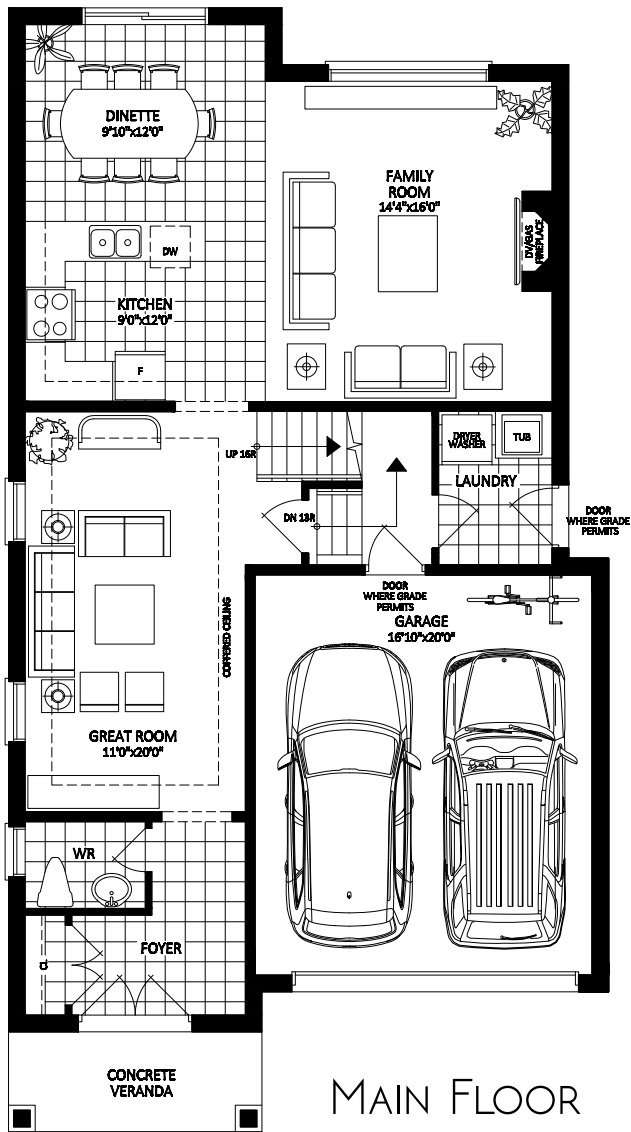 DINETTE
9'10"x12'0"
FAMILY
ROOM
14'4"x16'0"
DV/GAS
FIREPLACE
DW
KITCHEN
9'0"x12'0"
F
UP 16R
DRYER
WASHER
TUB
LAUNDRY
DN 13R
DOOR
WHERE GRADE
PERMITS
DOOR
WHERE GRADE
PERMITS
GARAGE
16'10"x20'0"
COFFERED CEILING
GREAT ROOM
11'0"x20'0"
WR
FOYER
CL
CONCRETE
VERANDA
MAIN FLOOR